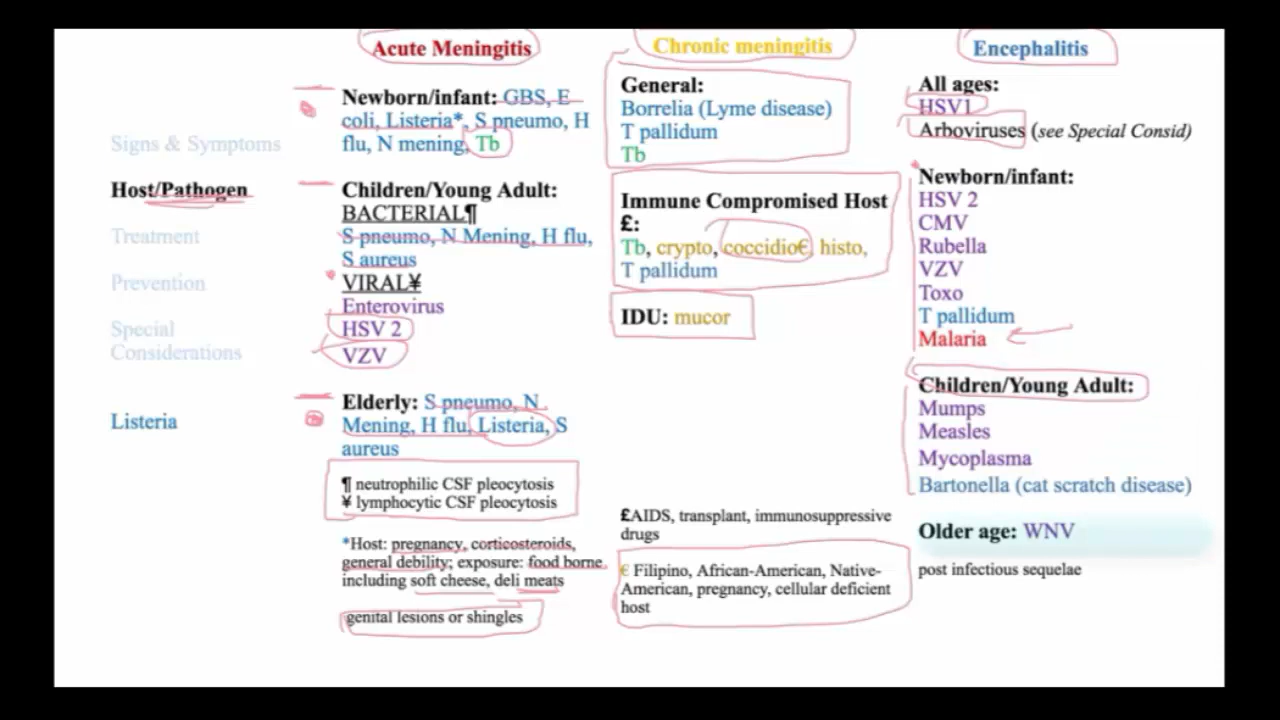 Acute Meningitis
Chronic meningitis
Encephalitis
Signs & Symptoms
Host/Pathogen
Treatment
Prevention
Special
Considerations
Listeria
Newborn/infant: GBS, E
coli, Listeria*, S pneumo, H
flu, N mening, Tb
Children/Young Adult:
BACTERIAL¶
S pneumo, N Mening, H flu,
S aureus
VIRAL¥
Enterovirus
HSV 2
VZV
Elderly: S pneumo, N
Mening, H flu, Listeria, S
aureus
¶ neutrophilic CSF pleocytosis
¥ lymphocytic CSF pleocytosis
*Host: pregnancy, corticosteroids,
general debility; exposure: food borne
including soft cheese, deli meats
genital lesions or shingles
General:
Borrelia (Lyme disease)
T pallidum
Tb
Immune Compromised Host
£:
Tb, crypto, coccidio€, histo,
T pallidum
IDU: mucor
£AIDS, transplant, immunosuppressive
drugs
€ Filipino, African-American, Native-
American, pregnancy, cellular deficient
host
All ages:
HSV1
Arboviruses (see Special Consid)
Newborn/infant:
HSV 2
CMV
Rubella
VZV
Toxo
T pallidum
Malaria
Children/Young Adult:
Mumps
Measles
Mycoplasma
Bartonella (cat scratch disease)
Older age: WNV
post infectious sequelae